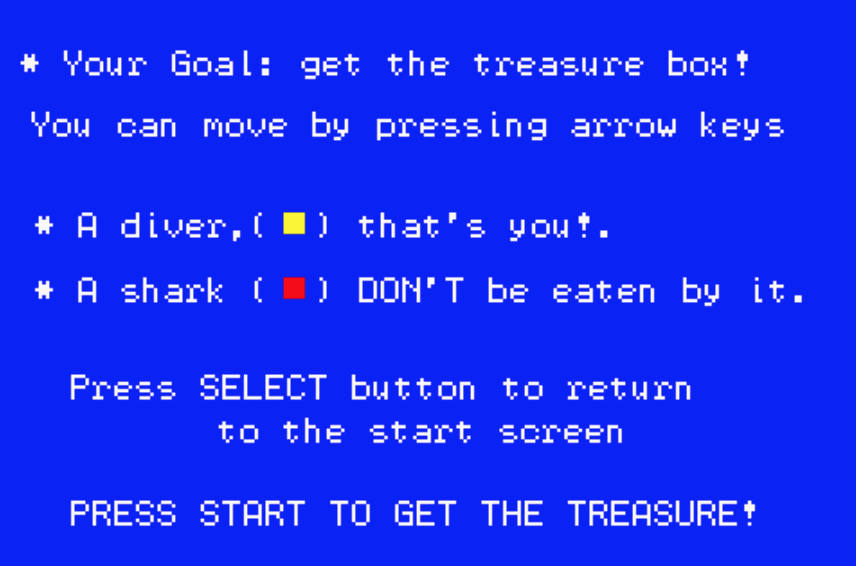 * Your Goal: get the treasure box!
You can move by pressing arrow keys
* A diver,( ) that's you!.
* A shark ( ) DON'T be eaten by it.
Press SELECT button to return
to the start screen
PRESS START TO GET THE TREASURE!